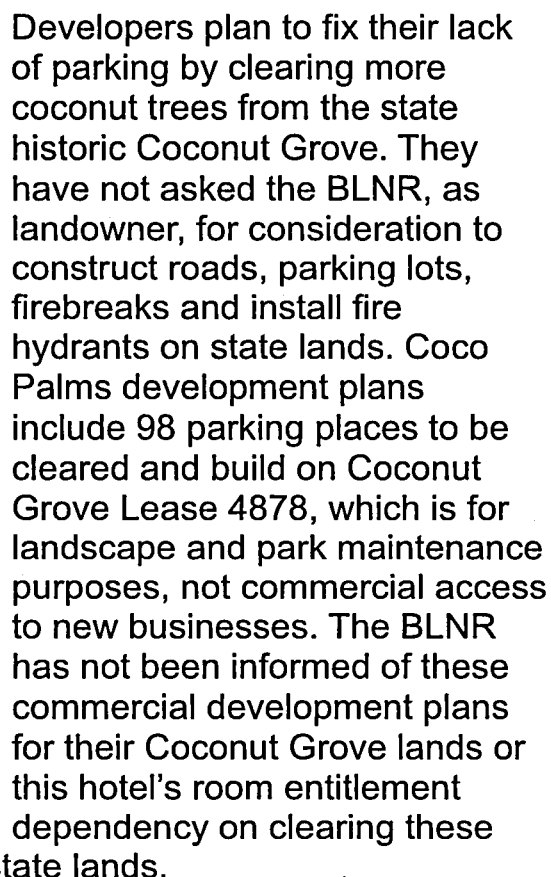 Developers plan to fix their lack
of parking by clearing more
coconut trees from the state
historic Coconut Grove. They
have not asked the BLNR, as
landowner, for consideration to
construct roads, parking lots,
firebreaks and install fire
hydrants on state lands. Coco
Palms development plans
include 98 parking places to be
cleared and build on Coconut
Grove Lease 4878, which is for
landscape and park maintenance
purposes, not commercial access
to new businesses. The BLNR
has not been informed of these
commercial development plans
for their Coconut Grove lands or
this hotel's room entitlement
dependency on clearing these
state lands.